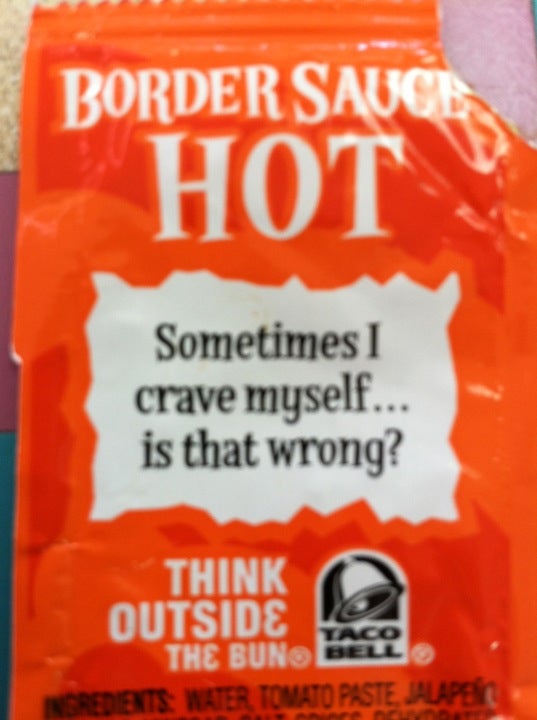 BORDER SAUCE
HOT
Sometimes I
crave myself...
is that wrong?
THINK
OUTSIDE
THE BUN®
TACO
BELL®
INGREDIENTS: WATER, TOMATO PASTE, JALAPEÑO